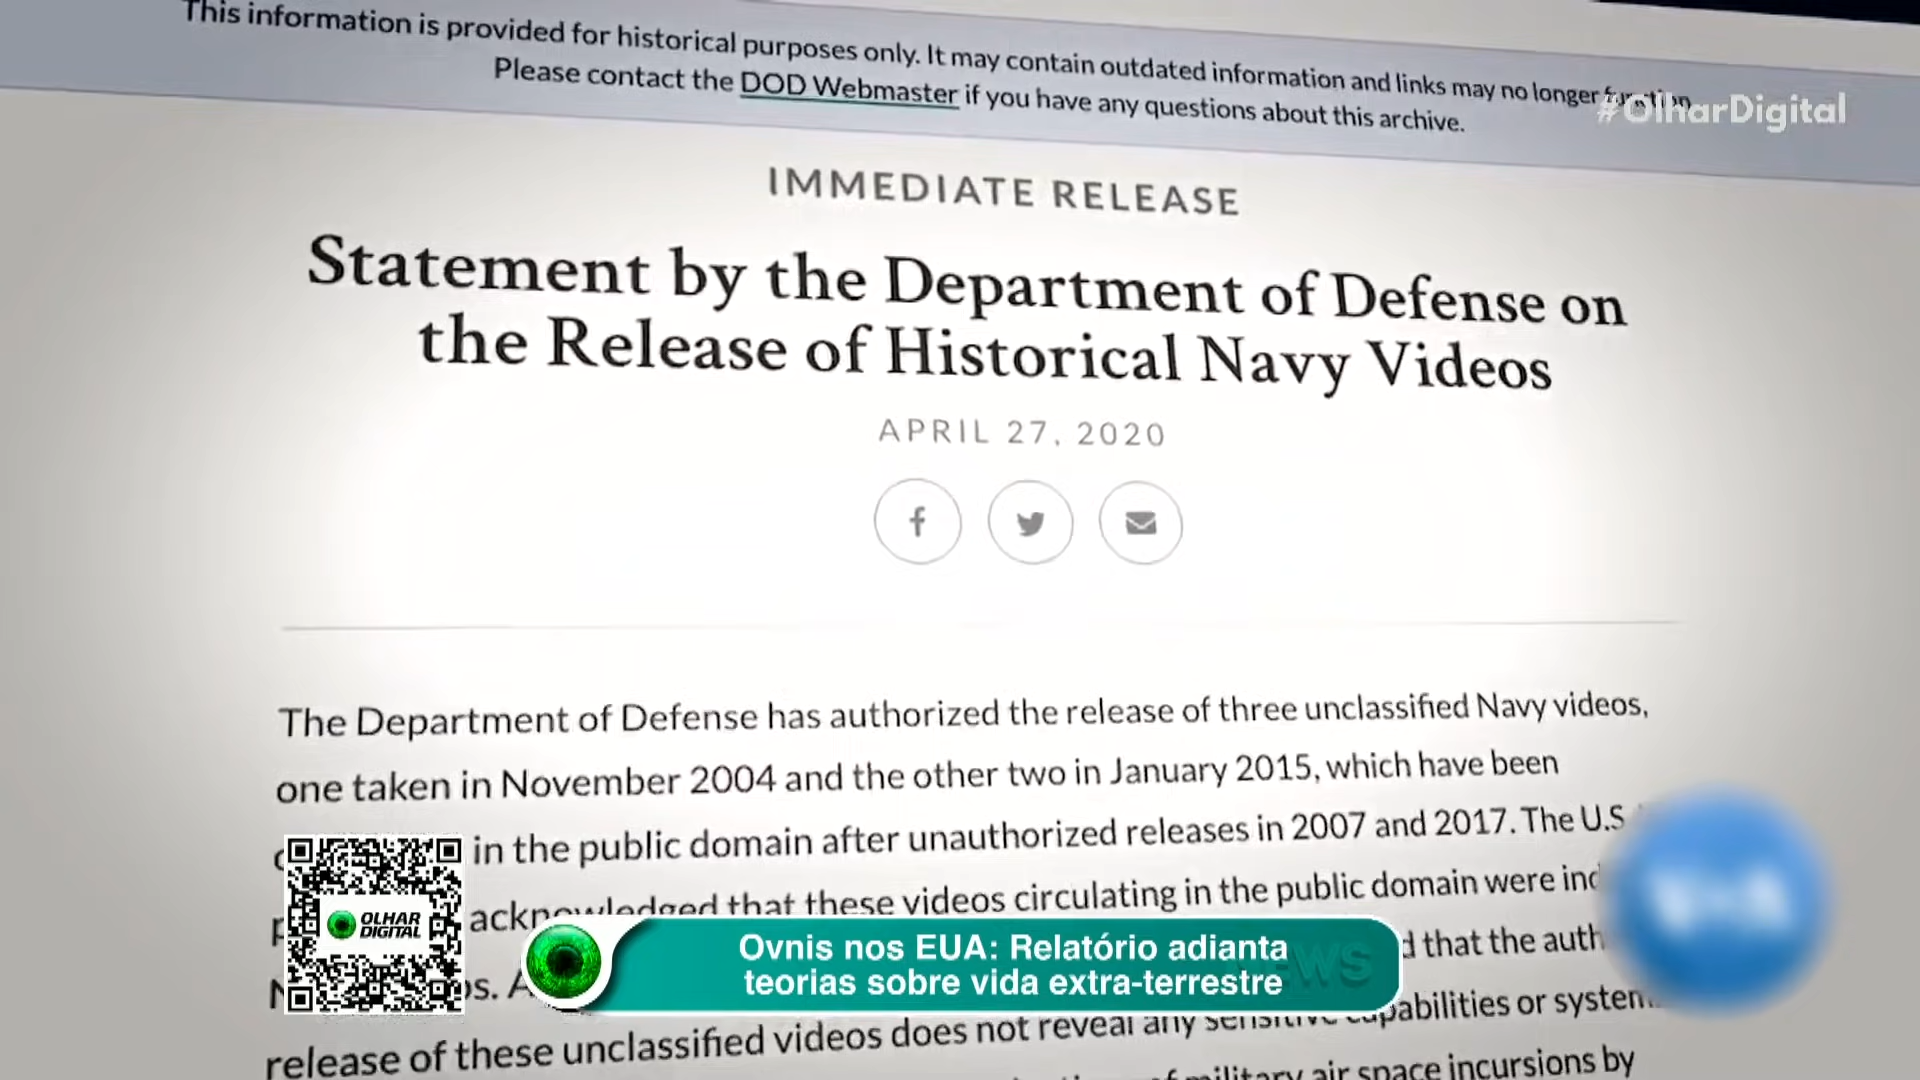 This information is provided for historical purposes only. It may contain outdated information and links may no longer
Please contact the DOD Webmaster if you have any questions about this archive.
#OlharDigital
IMMEDIATE RELEASE
Statement by the Department of Defense on
the Release of Historical Navy Videos
APRIL 27, 2020
The Department of Defense has authorized the release of three unclassified Navy videos,
one taken in November 2004 and the other two in January 2015, which have been
in the public domain after unauthorized releases in 2007 and 2017. The U.S.
acknowledged that these videos circulating in the public domain were
that the
release of these unclassified videos does not reveal any sensitive capabilities or
military air space incursions by
OLHAR
DIGITAL
Ovnis nos EUA: Relatório adianta
teorias sobre vida extra-terrestre